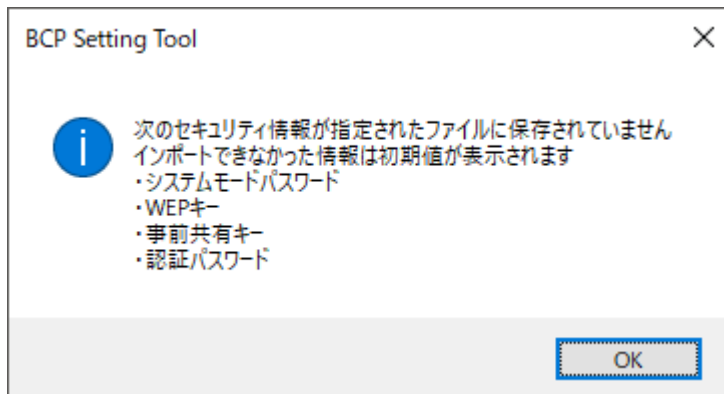 BCP Setting Tool
次のセキュリティ情報が指定されたファイルに保存されていません
インポートできなかった情報は初期値が表示されます
・システムモードパスワード
・WEPキー
・事前共有キー
・認証パスワード
OK